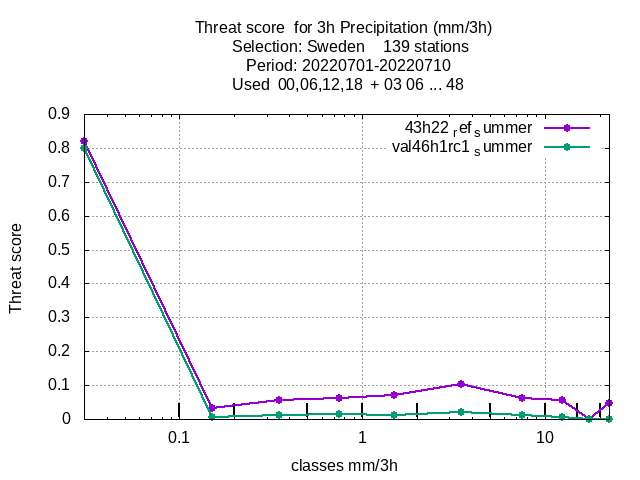 Threat score  for 3h Precipitation (mm/3h)
Selection: Sweden    139 stations
Period: 20220701-20220710
Used  00,06,12,18  + 03 06 ... 48
43h22 ref summer
val46h1rc1 summer
0.9
0.8
0.7
0.6
0.5
0.4
0.3
0.2
0.1
0
Threat score
0.1 1 10
classes mm/3h